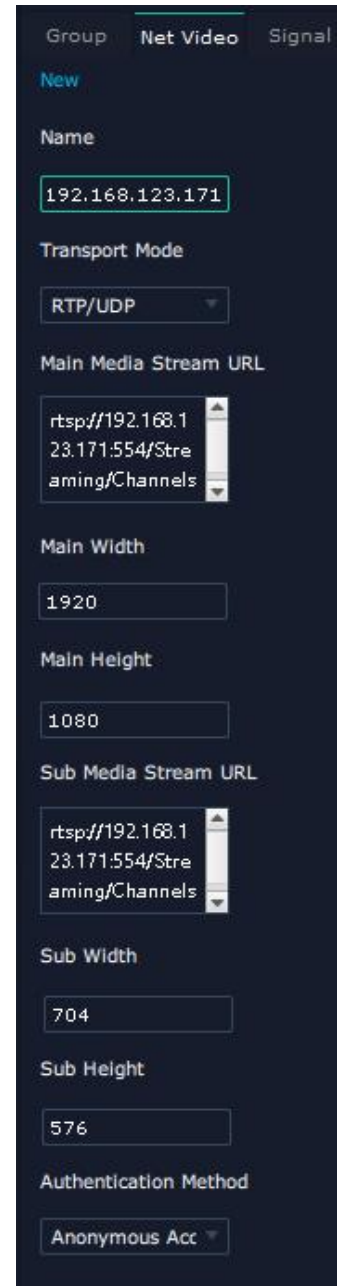 Group Net Video Signal
New
Name
192.168.123.171
Transport Mode
RTP/UDP
Main Media Stream URL
rtsp://192.168.1
23.171:554/Stre
aming/Channels
Main Width
1920
Main Height
1080
Sub Media Stream URL
rtsp://192.168.1
23.171:554/Stre
aming/Channels
Sub Width
704
Sub Height
576
Authentication Method
Anonymous Acc